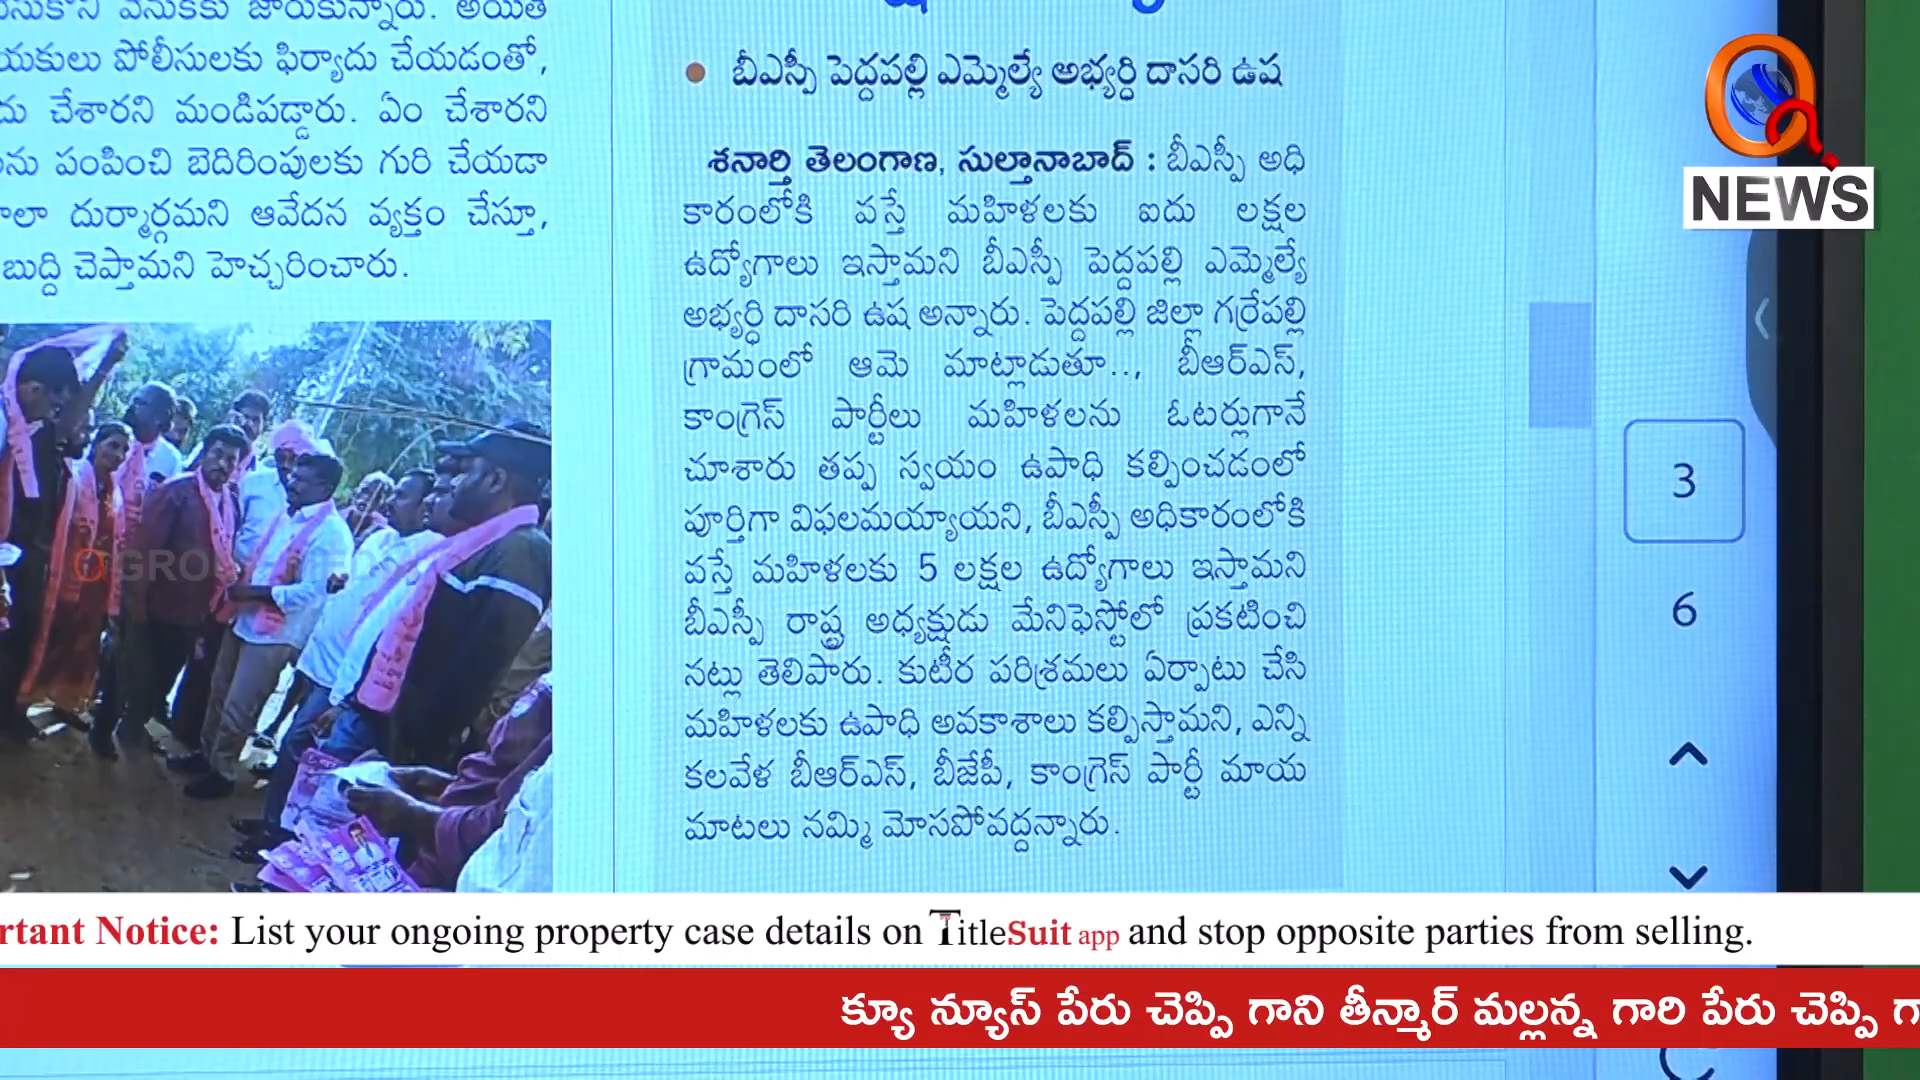 వెనుకకు జారుకున్నారు. అయితే
పోలీసులకు ఫిర్యాదు చేయడంతో,
చేశారని మండిపడ్డారు. ఏం చేశారని
పంపించి బెదిరింపులకు గురి చేయడా
దుర్మార్గమని ఆవేదన వ్యక్తం చేస్తూ,
బుద్ది చెప్తామని హెచ్చరించారు.
• బీఎస్పీ పెద్దపల్లి ఎమ్మెల్యే అభ్యర్ధి దాసరి ఉష
శనార్తి తెలంగాణ, సుల్తానాబాద్ : బీఎస్పీ అధి
కారంలోకి వస్తే మహిళలకు ఐదు లక్షల
ఉద్యోగాలు ఇస్తామని బీఎస్పీ పెద్దపల్లి ఎమ్మెల్యే
అభ్యర్ధి దాసరి ఉష అన్నారు. పెద్దపల్లి జిల్లా గర్రేపల్లి
గ్రామంలో ఆమె మాట్లాడుతూ.., బీఆర్ఎస్,
కాంగ్రెస్ పార్టీలు మహిళలను ఓటర్లుగానే
చూశారు తప్ప స్వయం ఉపాధి కల్పించడంలో
పూర్తిగా విఫలమయ్యాయని, బీఎస్పీ అధికారంలోకి
వస్తే మహిళలకు 5 లక్షల ఉద్యోగాలు ఇస్తామని
బీఎస్పీ రాష్ట్ర అధ్యక్షుడు మేనిఫెస్టోలో ప్రకటించి
నట్లు తెలిపారు. కుటీర పరిశ్రమలు ఏర్పాటు చేసి
మహిళలకు ఉపాధి అవకాశాలు కల్పిస్తామని, ఎన్ని
కలవేళ బీఆర్ఎస్, బీజేపీ, కాంగ్రెస్ పార్టీ మాయ
మాటలు నమ్మి మోసపోవద్దన్నారు.
NEWS
3
6
rtant Notice: List your ongoing property case details on TitleSuit app and stop opposite parties from selling.
క్యూ న్యూస్ పేరు చెప్పి గాని తీన్మార్ మల్లన్న గారి పేరు చెప్పి గా